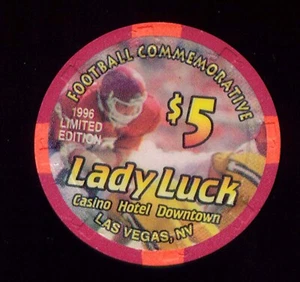 FOOTBALL COMMEMORATIVE
1996
LIMITED
EDITION
$5
Lady Luck
Casino Hotel Downtown
LAS VEGAS, NV